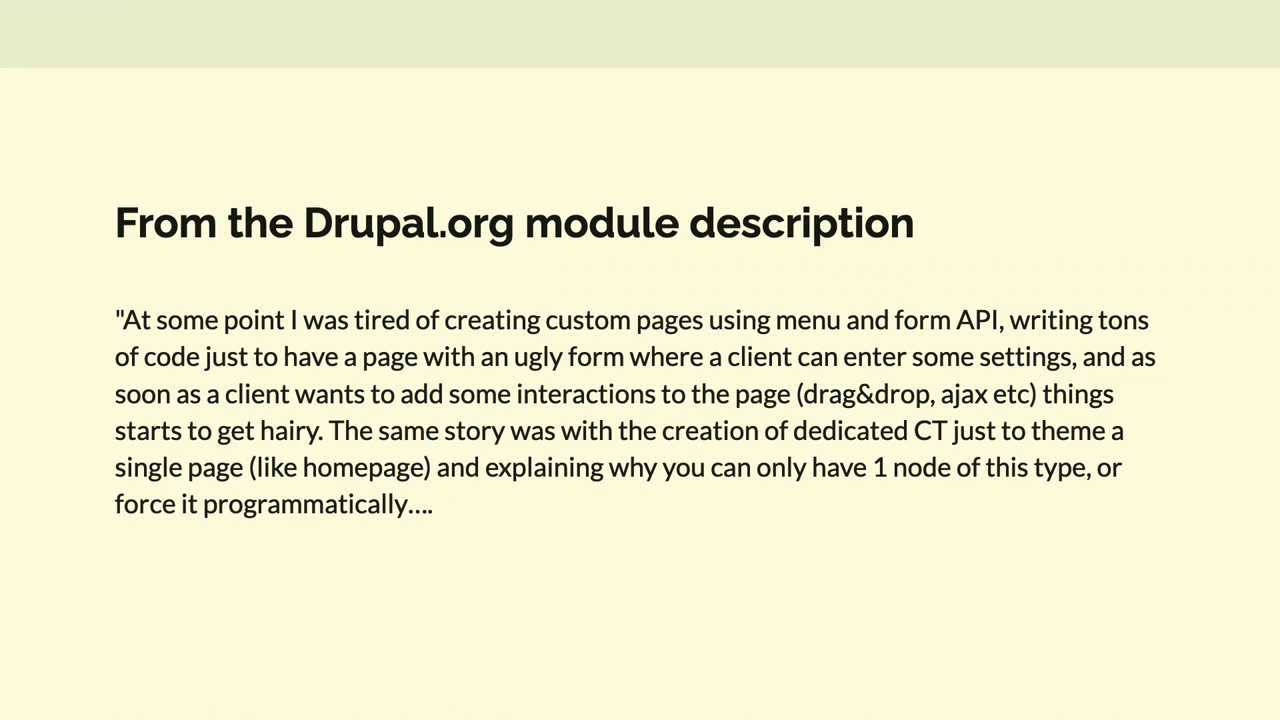 From the Drupal.org module description
"At some point I was tired of creating custom pages using menu and form API, writing tons
of code just to have a page with an ugly form where a client can enter some settings, and as
soon as a client wants to add some interactions to the page (drag&drop, ajax etc) things
starts to get hairy. The same story was with the creation of dedicated CT just to theme a
single page (like homepage) and explaining why you can only have 1 node of this type, or
force it programmatically….